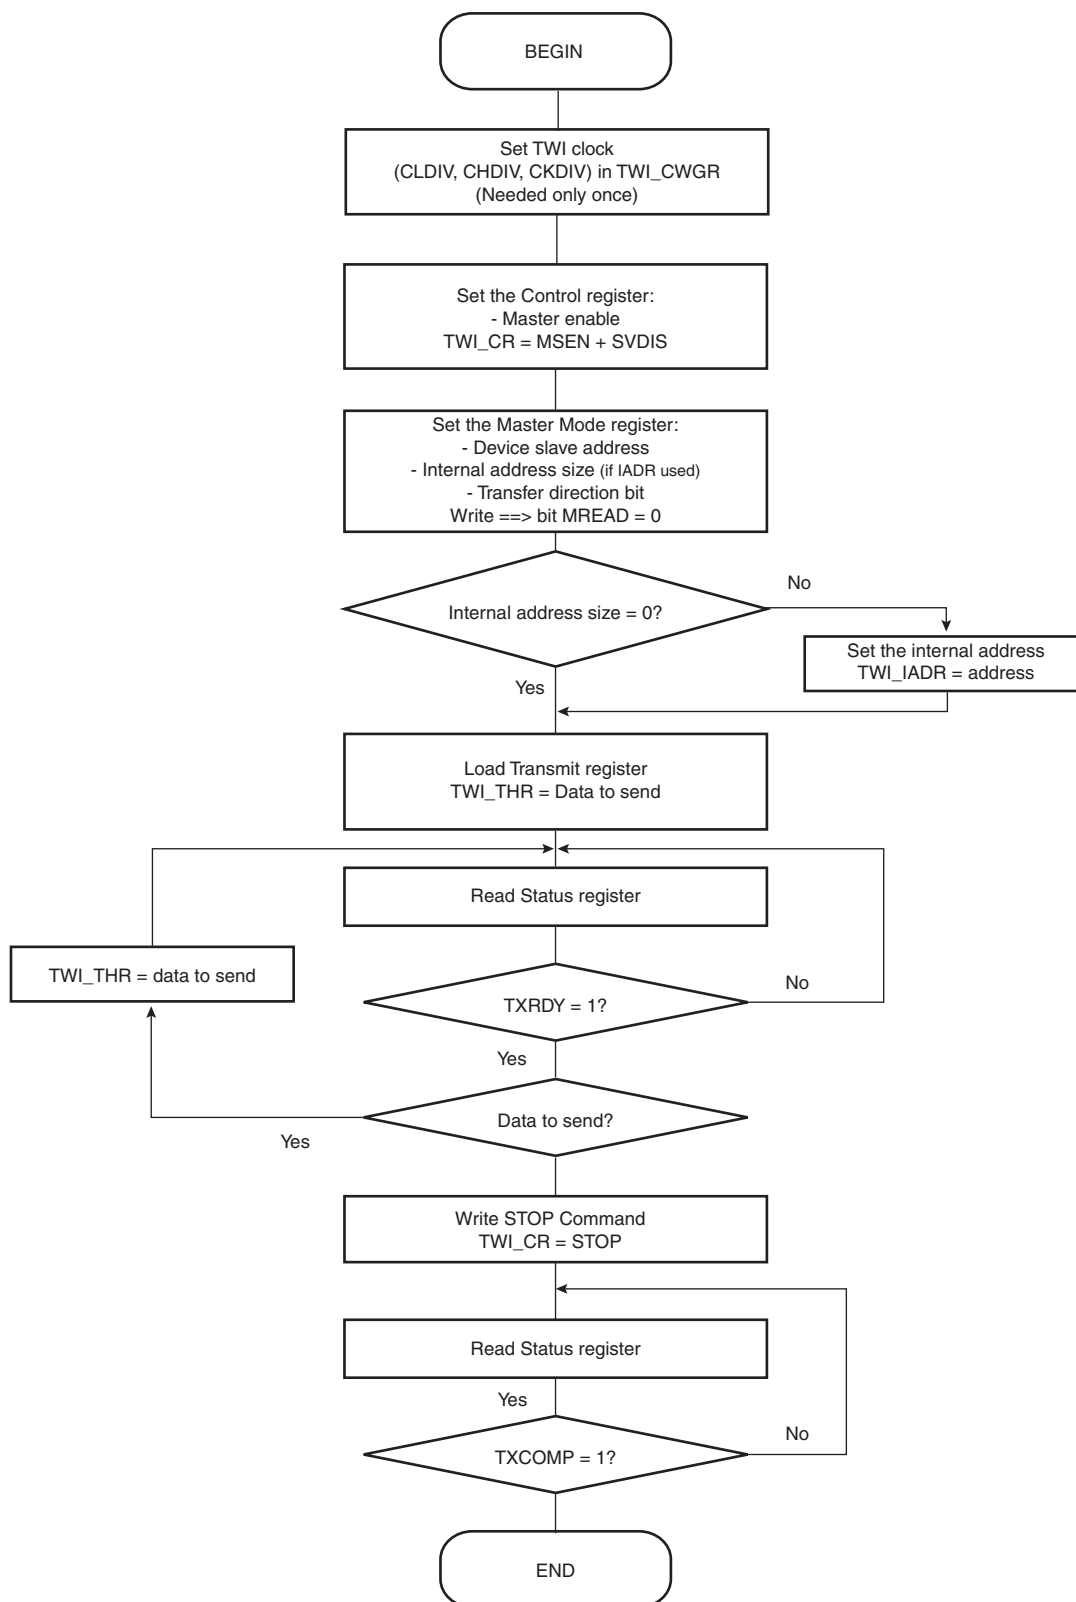 BEGIN
Set TWI clock
(CLDIV, CHDIV, CKDIV) in TWI_CWGR
(Needed only once)
Set the Control register:
- Master enable
TWI_CR = MSEN + SVDIS
Set the Master Mode register:
- Device slave address
- Internal address size (if IADR used)
- Transfer direction bit
Write ==> bit MREAD = 0
No
Internal address size = 0?
Set the internal address
TWI_IADR = address
Yes
Load Transmit register
TWI_THR = Data to send
Read Status register
TWI_THR = data to send
No
TXRDY = 1?
Yes
Data to send?
Yes
Write STOP Command
TWI_CR = STOP
Read Status register
Yes
No
TXCOMP = 1?
END